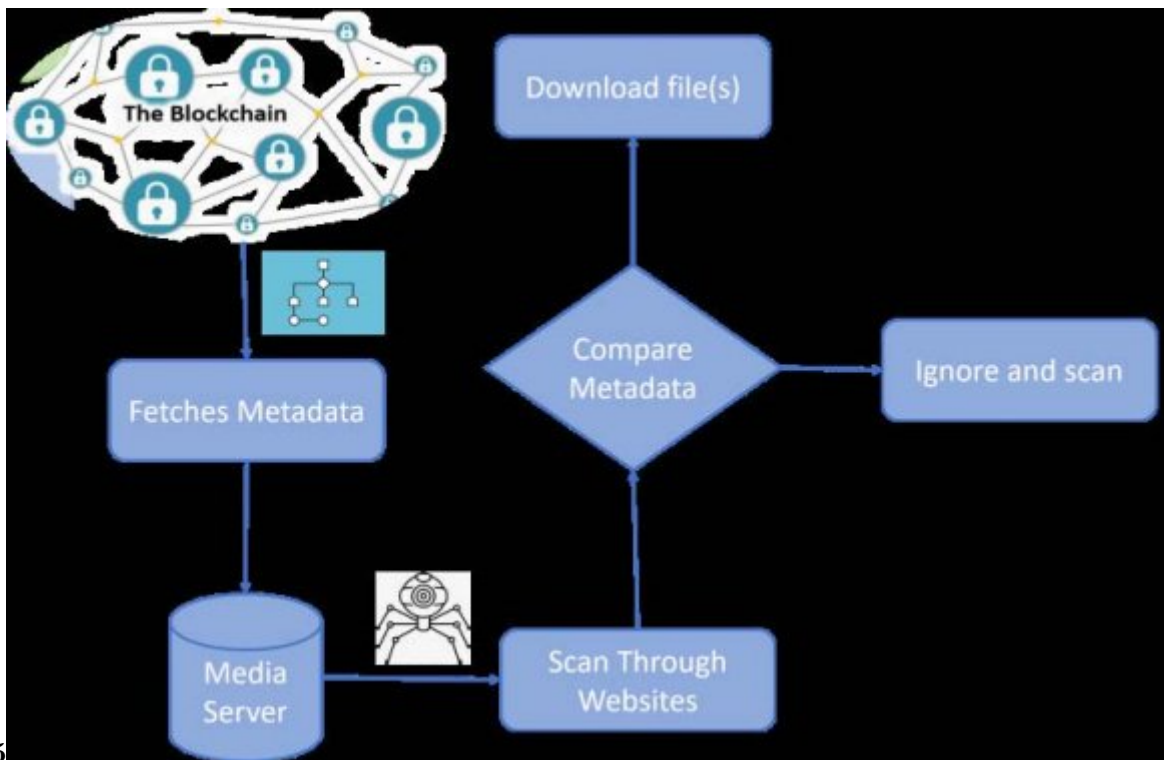 The Blockchain
Download file(s)
Compare
Metadata
Ignore and scan
Fetches Metadata
Media
Server
Scan Through
Websites